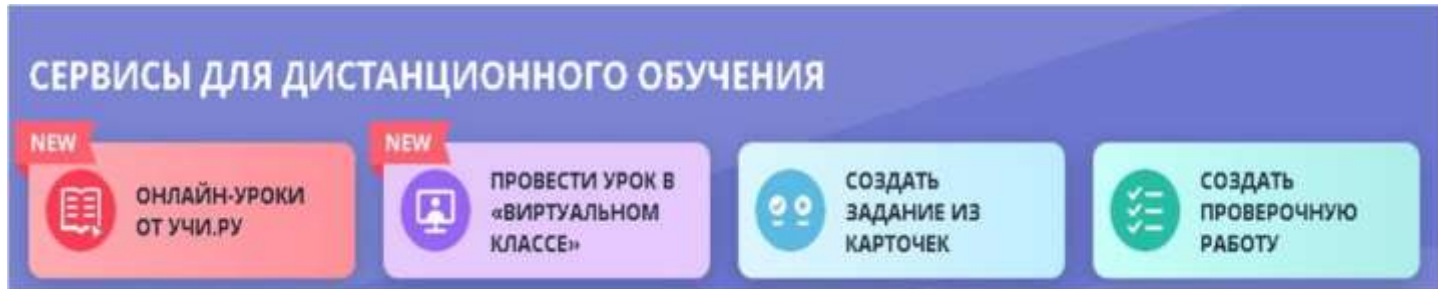 СЕРВИСЫ ДЛЯ ДИСТАНЦИОННОГО ОБУЧЕНИЯ
NEW
ОНЛАЙН-УРОКИ
ОТ УЧИ.РУ
NEW
ПРОВЕСТИ УРОК В
«ВИРТУАЛЬНОМ
КЛАССЕ»
СОЗДАТЬ
ЗАДАНИЕ ИЗ
КАРТОЧЕК
СОЗДАТЬ
ПРОВЕРОЧНУЮ
РАБОТУ